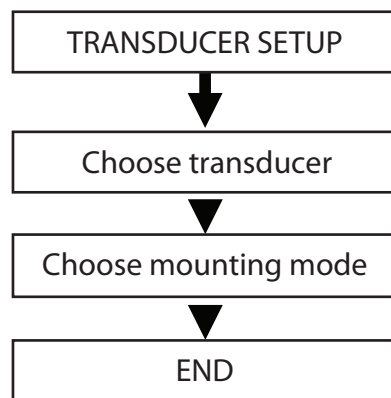 TRANSDUCER SETUP
Choose transducer
Choose mounting mode
END